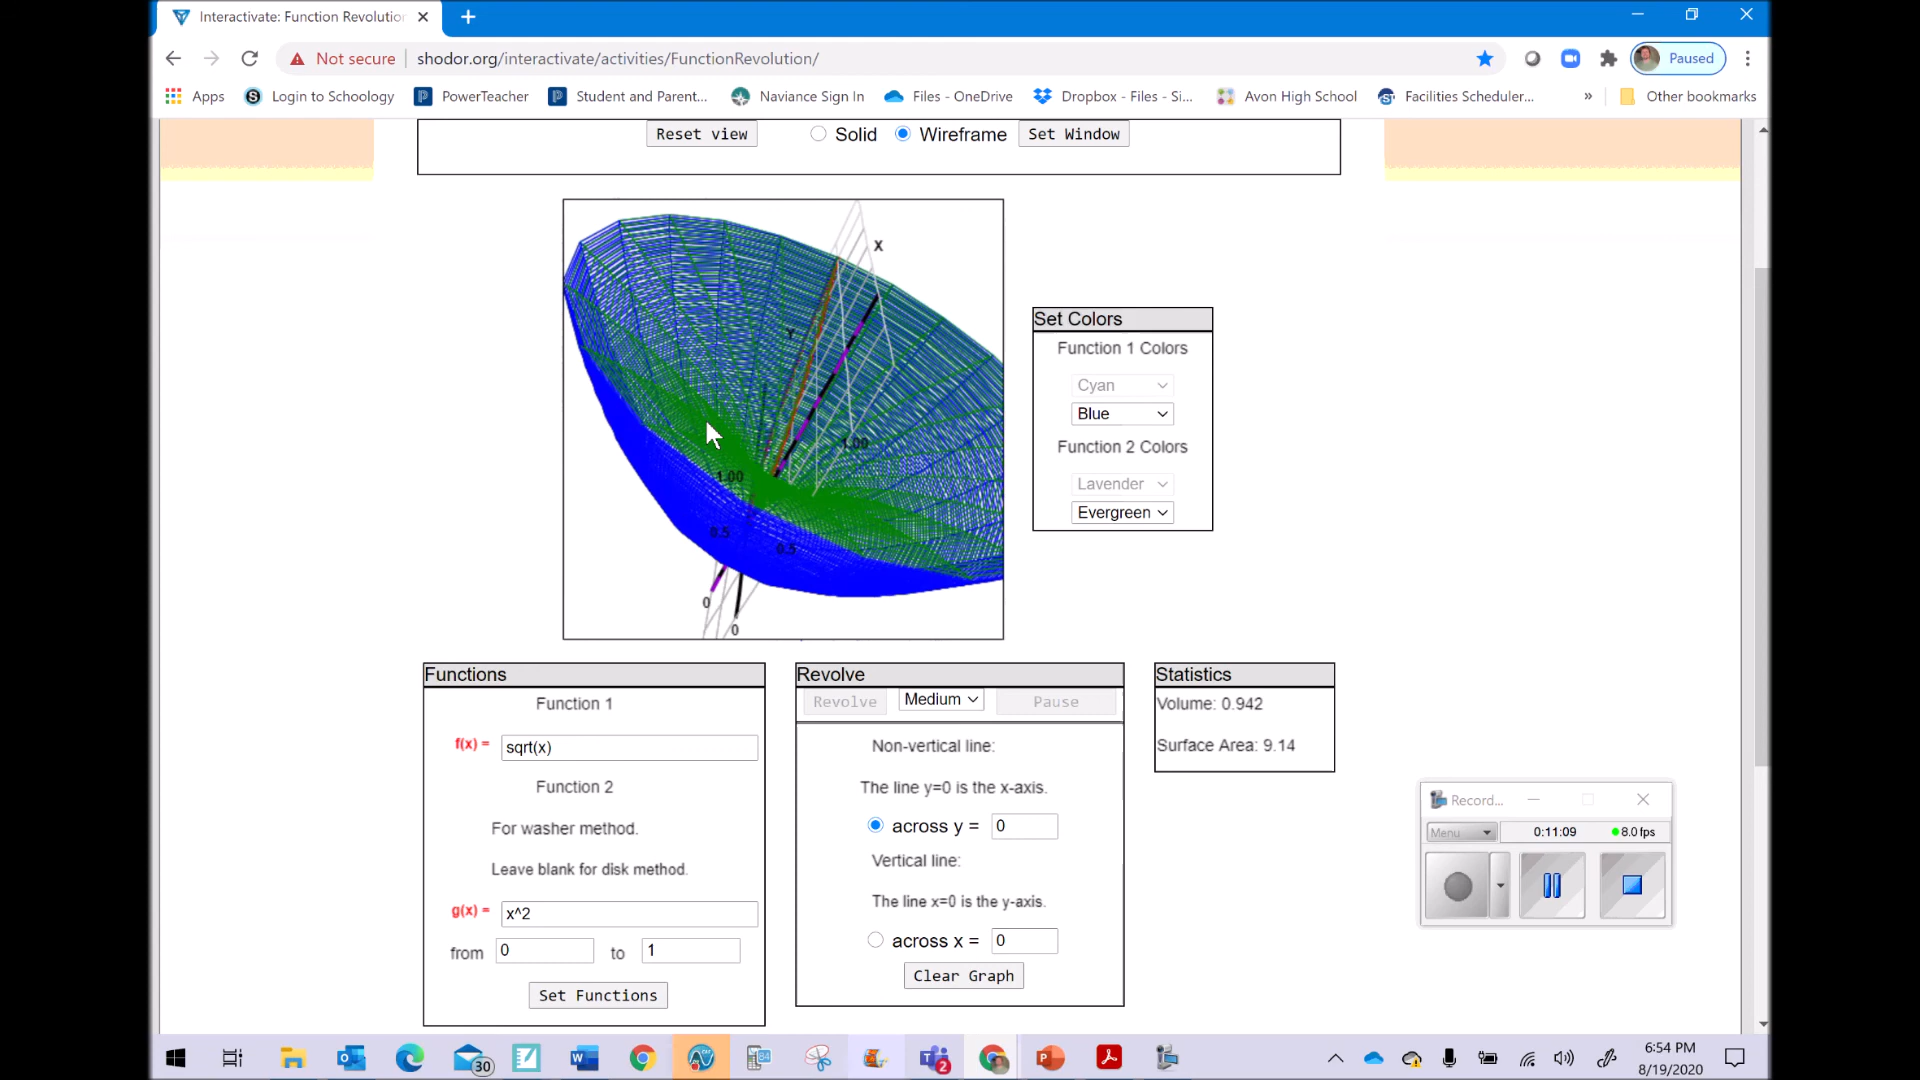 Interactivate: Function Revolutio
Not secure shodor.org/interactivate/activities/FunctionRevolution/ Paused
Apps Login to Schoology PowerTeacher Student and Parent... Naviance Sign In Files - OneDrive Dropbox - Files - Si... Avon High School Facilities Scheduler... » Other bookmarks
Reset view Solid Wireframe Set Window
X
Y
1.00
1.00
0.5
0.5
0
0
Set Colors
Function 1 Colors
Cyan
Blue
Function 2 Colors
Lavender
Evergreen
Functions
Function 1
f(x) = sqrt(x)
Function 2
For washer method.
Leave blank for disk method.
g(x) = x^2
from 0 to 1
Set Functions
Revolve
Revolve Medium Pause
Non-vertical line:
The line y=0 is the x-axis.
across y = 0
Vertical line:
The line x=0 is the y-axis.
across x = 0
Clear Graph
Statistics
Volume: 0.942
Surface Area: 9.14
Record...
Menu 0:11:09 8.0 fps
30
84
2
6:54 PM
8/19/2020